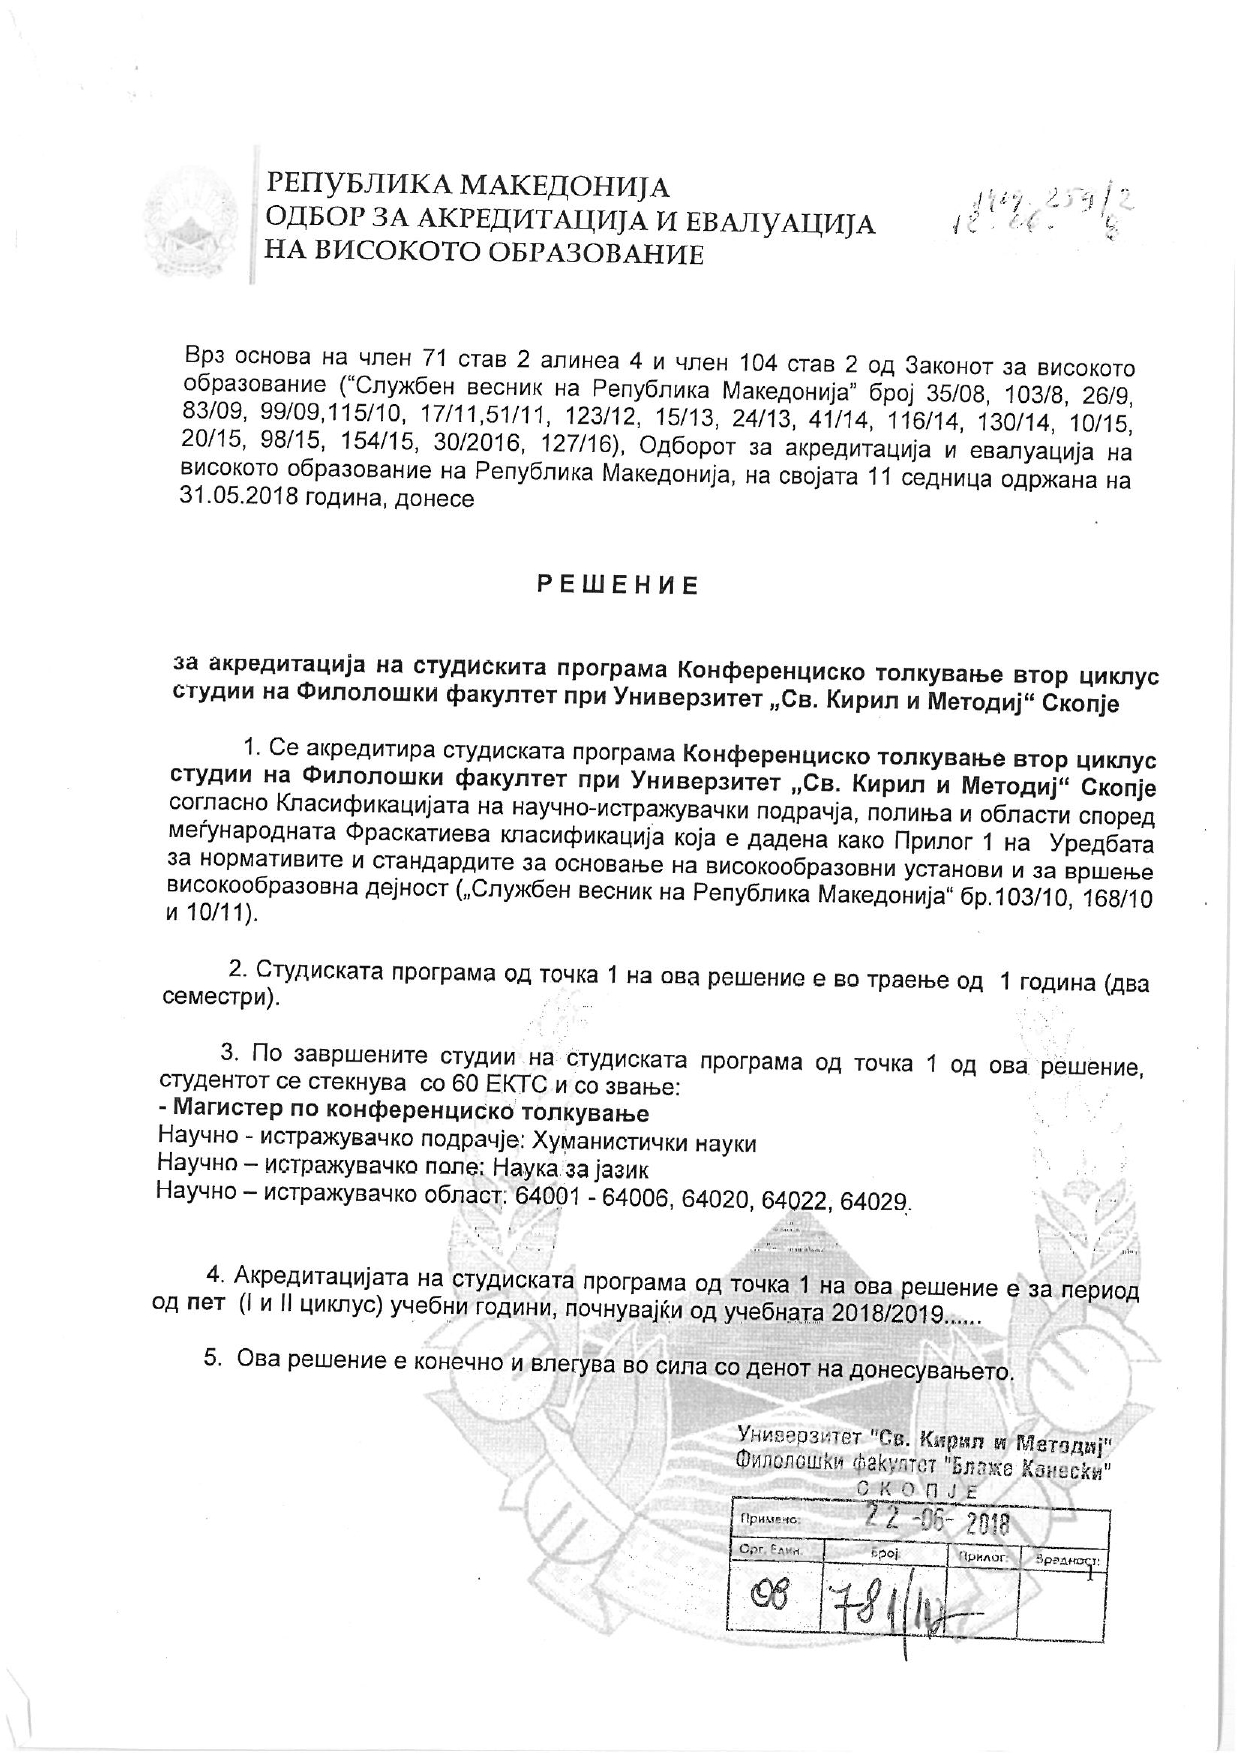 РЕПУБЛИКА МАКЕДОНИЈА
ОДБОР ЗА АКРЕДИТАЦИЈА И ЕВАЛУАЦИЈА
НА ВИСОКОТО ОБРАЗОВАНИЕ
Врз основа на член 71 став 2 алинеа 4 и член 104 став 2 од Законот за високото
образование (“Службен весник на Република Македонија” број 35/08, 103/8, 26/9,
83/09, 99/09,115/10, 17/11,51/11, 123/12, 15/13, 24/13, 41/14, 116/14, 130/14, 10/15,
20/15, 98/15, 154/15, 30/2016, 127/16), Одборот за акредитација и евалуација на
високото образование на Република Македонија, на својата 11 седница одржана на
31.05.2018 година, донесе
Р Е Ш Е Н И Е
за акредитација на студискита програма Конференциско толкување втор циклус
студии на Филолошки факултет при Универзитет „Св. Кирил и Методиј“ Скопје
1. Се акредитира студиската програма Конференциско толкување втор циклус
студии на Филолошки факултет при Универзитет „Св. Кирил и Методиј“ Скопје
согласно Класификацијата на научно-истражувачки подрачја, полиња и области според
меѓународната Фраскатиева класификација која е дадена како Прилог 1 на Уредбата
за нормативите и стандардите за основање на високообразовни установи и за вршење
високообразовна дејност („Службен весник на Република Македонија“ бр.103/10, 168/10
и 10/11).
2. Студиската програма од точка 1 на ова решение е во траење од 1 година (два
семестри).
3. По завршените студии на студиската програма од точка 1 од ова решение,
студентот се стекнува со 60 ЕКТС и со звање:
- Магистер по конференциско толкување
Научно - истражувачко подрачје: Хуманистички науки
Научно – истражувачко поле: Наука за јазик
Научно – истражувачко област: 64001 - 64006, 64020, 64022, 64029.
4. Акредитацијата на студиската програма од точка 1 на ова решение е за период
од пет (I и II циклус) учебни години, почнувајќи од учебната 2018/2019......
5. Ова решение е конечно и влегува во сила со денот на донесувањето.
Универзитет "Св. Кирил и Методиј"
Филолошки факултет "Блаже Конески"
С К О П Ј Е
Примено: 22 -06- 2018
Орг. Един. Број Прилог: Вредност:
08 781/